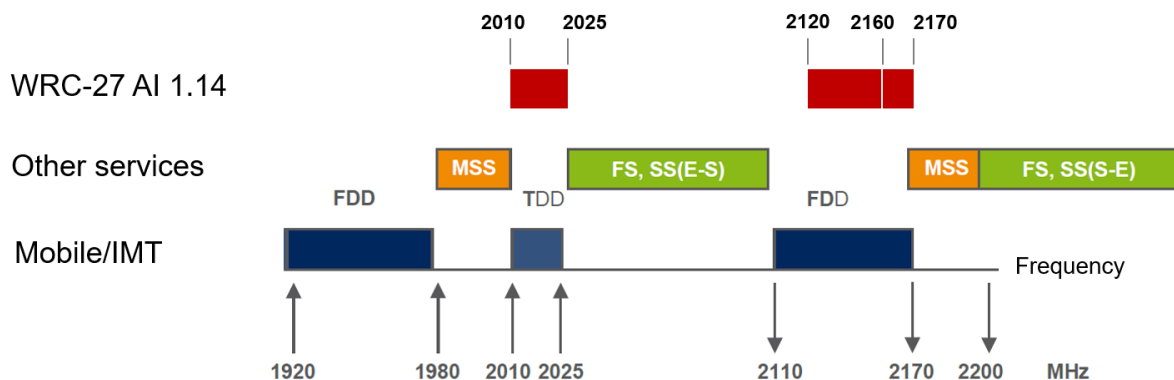 2010 2025 2120 2160 2170
WRC-27 AI 1.14
Other services MSS FS, SS(E-S) MSS FS, SS(S-E)
FDD TDD FDD
Mobile/IMT
Frequency
1920 1980 2010 2025 2110 2170 2200 MHz